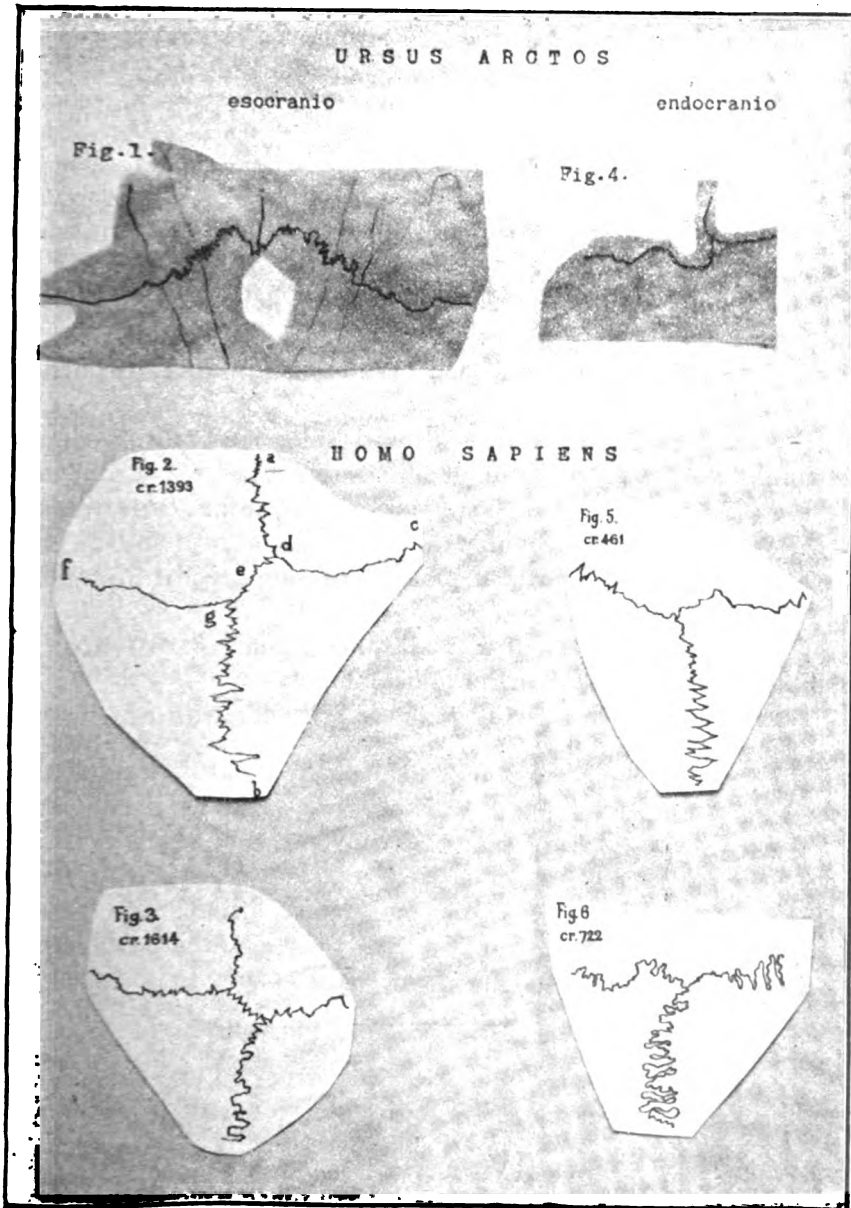 URSUS ARCTOS
esocranio
endocranio
Fig.1.
Fig.4.
HOMO SAPIENS
Fig. 2.
cr.1393
a
c
d
e
f
g
b
Fig. 5.
cr.461
Fig.3.
cr.1614
Fig.6
cr.722